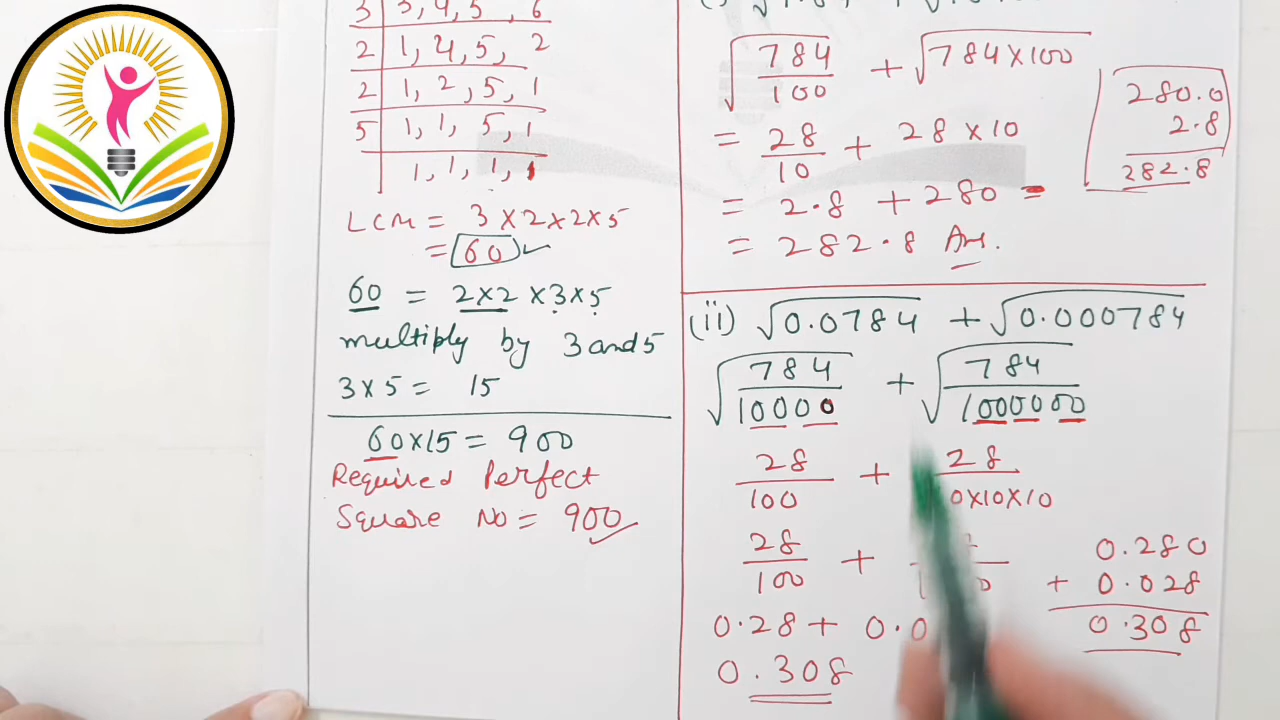 3 | 3, 4, 5, 6
2 | 1, 4, 5, 2
2 | 1, 2, 5, 1
5 | 1, 1, 5, 1
1, 1, 1, 1
LCM = 3 × 2 × 2 × 5
= 60 ✓
60 = 2×2 × 3 × 5
multiply by 3 and 5
3 × 5 = 15
60 × 15 = 900
Required Perfect
Square No = 900
√784/100 + √784×100
= 28/10 + 28 × 10
= 2.8 + 280 =
= 282.8 Ans.
280.0
2.8
282.8
(ii) √0.0784 + √0.000784
√784/10000 + √784/1000000
28/100 + 28/ 0×10×10
28/100 +
0.28 + 0.0
0.308
0.280
+ 0.028
0.308